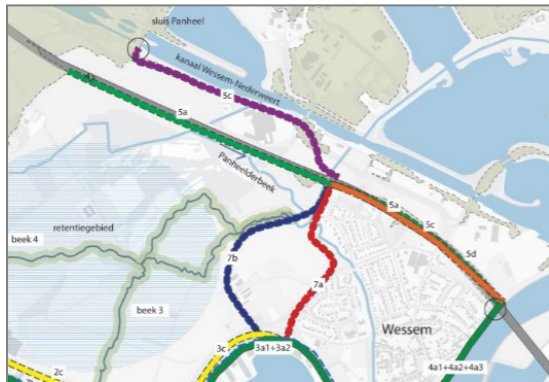 sluis Panheel
kanaal Wessem-Nederweert
5c
5a
Panheelderbeek
retentiegebied
beek 4
beek 3
7b
7a
5a
5c
5d
Wessem
3c
3a1+3a2
2c
4a1+4a2+4a3